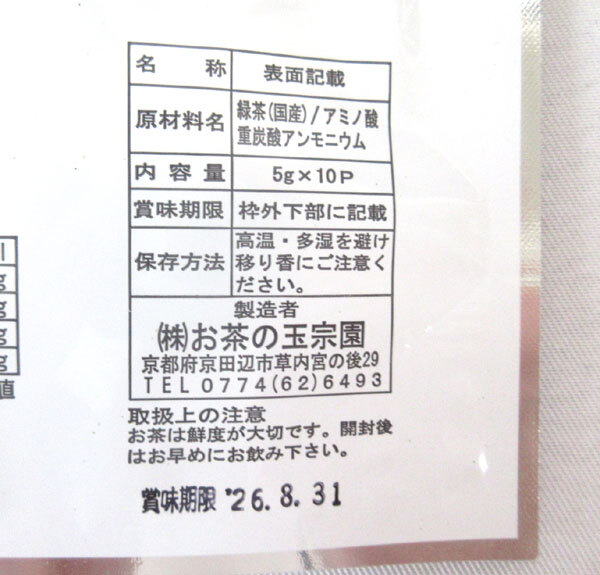 名称 表面記載
原材料名 緑茶(国産)/アミノ酸
重炭酸アンモニウム
内容量 5g×10P
賞味期限 枠外下部に記載
保存方法 高温・多湿を避け
移り香にご注意く
ださい。
製造者
㈱お茶の玉宗園
京都府京田辺市草内宮の後29
TEL 0774(62)6493
取扱上の注意
お茶は鮮度が大切です。開封後
はお早めにお飲み下さい。
賞味期限 '26.8.31
g
g
g
g
値